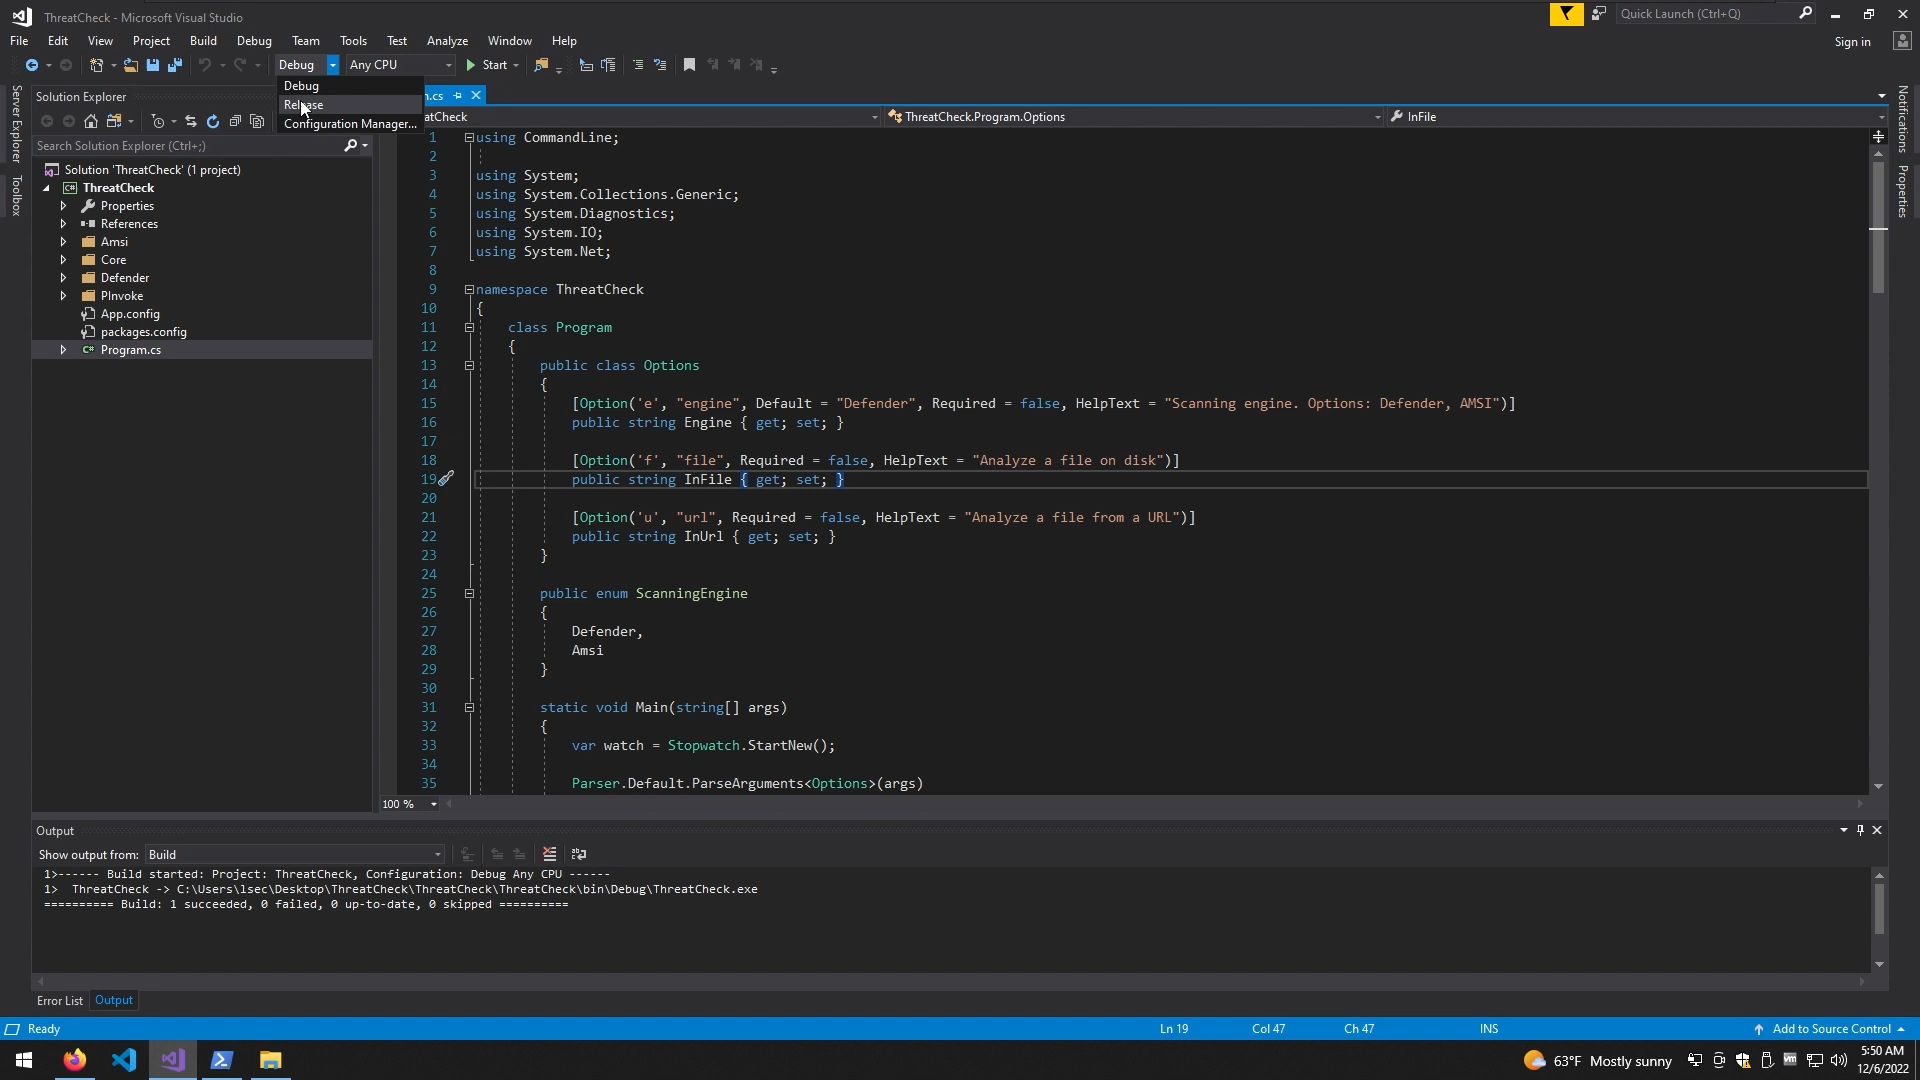 ThreatCheck - Microsoft Visual Studio
Quick Launch (Ctrl+Q)
File Edit View Project Build Debug Team Tools Test Analyze Window Help
Sign in
Debug Any CPU Start
Debug
Release
Configuration Manager...
Server Explorer
Toolbox
Notifications
Properties
Solution Explorer
Search Solution Explorer (Ctrl+;)
Solution 'ThreatCheck' (1 project)
ThreatCheck
Properties
References
Amsi
Core
Defender
PInvoke
App.config
packages.config
Program.cs
ThreatCheck.Program.Options
InFile
1 using CommandLine;
2
3 using System;
4 using System.Collections.Generic;
5 using System.Diagnostics;
6 using System.IO;
7 using System.Net;
8
9 namespace ThreatCheck
10 {
11 class Program
12 {
13 public class Options
14 {
15 [Option('e', "engine", Default = "Defender", Required = false, HelpText = "Scanning engine. Options: Defender, AMSI")]
16 public string Engine { get; set; }
17
18 [Option('f', "file", Required = false, HelpText = "Analyze a file on disk")]
19 public string InFile { get; set; }
20
21 [Option('u', "url", Required = false, HelpText = "Analyze a file from a URL")]
22 public string InUrl { get; set; }
23 }
24
25 public enum ScanningEngine
26 {
27 Defender,
28 Amsi
29 }
30
31 static void Main(string[] args)
32 {
33 var watch = Stopwatch.StartNew();
34
35 Parser.Default.ParseArguments<Options>(args)
100 %
Output
Show output from: Build
1>------ Build started: Project: ThreatCheck, Configuration: Debug Any CPU ------
1>  ThreatCheck -> C:\Users\lsec\Desktop\ThreatCheck\ThreatCheck\ThreatCheck\bin\Debug\ThreatCheck.exe
========== Build: 1 succeeded, 0 failed, 0 up-to-date, 0 skipped ==========
Error List Output
Ready Ln 19 Col 47 Ch 47 INS Add to Source Control
63°F Mostly sunny
5:50 AM
12/6/2022